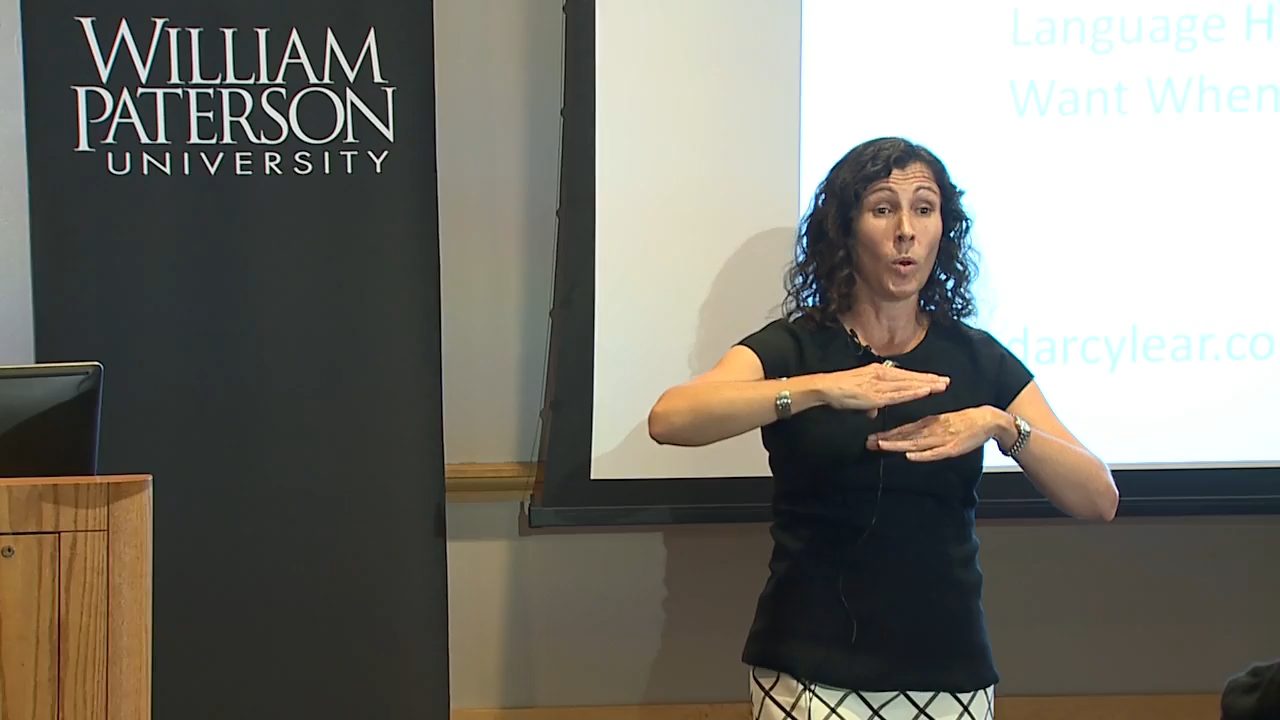 WILLIAM
PATERSON
UNIVERSITY
Language H
Want When
darcylear.co